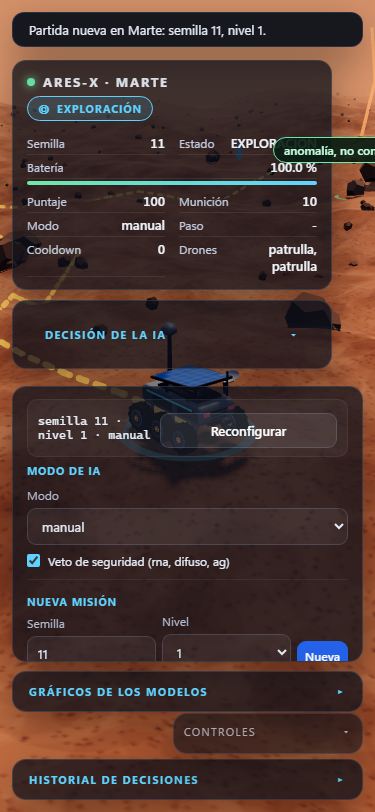 Partida nueva en Marte: semilla 11, nivel 1.
ARES-X · MARTE
EXPLORACIÓN
Semilla 11 Estado
anomalía, no
Batería 100.0 %
Puntaje 100 Munición 10
Modo manual Paso -
Cooldown 0 Drones patrulla,
patrulla
DECISIÓN DE LA IA
semilla 11 ·
nivel 1 · manual
Reconfigurar
MODO DE IA
Modo
manual
Veto de seguridad (rna, difuso, ag)
NUEVA MISIÓN
Semilla Nivel
11 1 Nueva
GRÁFICOS DE LOS MODELOS
CONTROLES
HISTORIAL DE DECISIONES